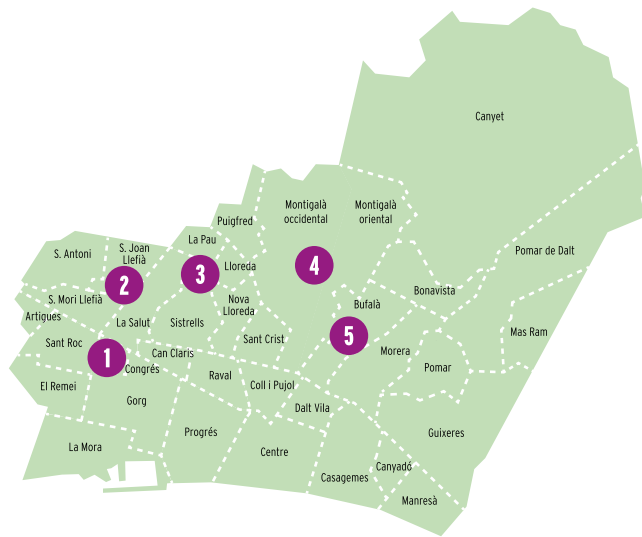 Canyet
Montigalà
occidental
Montigalà
oriental
Puigfred
La Pau
S. Joan
Llefià
S. Antoni
Lloreda
Pomar de Dalt
4
3
2
Bonavista
S. Mori Llefià
Nova
Lloreda
Bufalà
Artigues
La Salut
Sistrells
Mas Ram
Sant Roc
Sant Crist
5
1
Can Claris
Morera
Congrés
Pomar
Raval
El Remei
Coll i Pujol
Gorg
Dalt Vila
Progrés
Guixeres
La Mora
Centre
Canyadó
Casagemes
Manresà